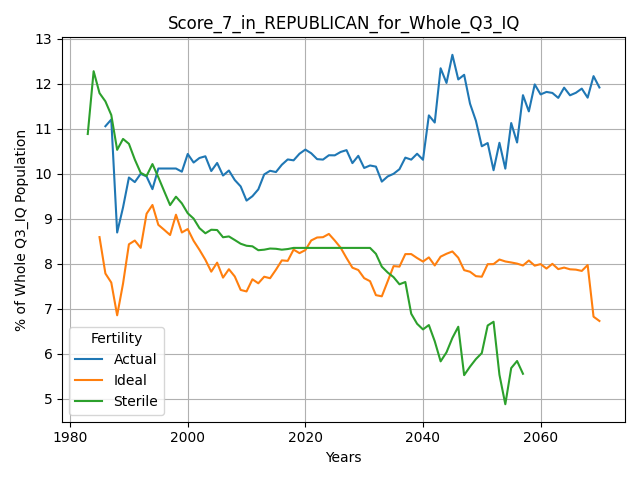 Score_7_in_REPUBLICAN_for_Whole_Q3_IQ
% of Whole Q3_IQ Population
13
12
11
10
9
8
7
6
5
Fertility
Actual
Ideal
Sterile
1980
2000
2020
2040
2060
Years